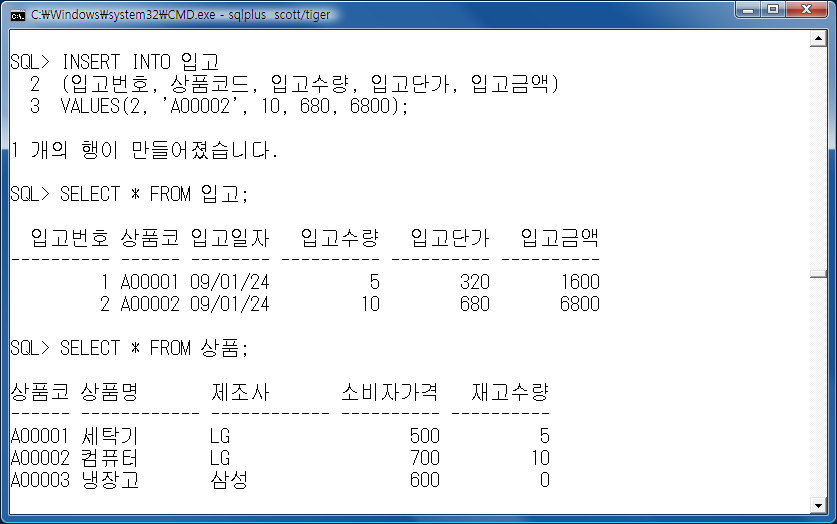 C:\Windows\system32\CMD.exe - sqlplus  scott/tiger
SQL> INSERT INTO 입고
  2  (입고번호, 상품코드, 입고수량, 입고단가, 입고금액)
  3  VALUES(2, 'A00002', 10, 680, 6800);
1 개의 행이 만들어졌습니다.
SQL> SELECT * FROM 입고;
  입고번호 상품코 입고일자   입고수량   입고단가   입고금액
---------- ------ -------- ---------- ---------- ----------
         1 A00001 09/01/24          5        320       1600
         2 A00002 09/01/24         10        680       6800
SQL> SELECT * FROM 상품;
상품코 상품명       제조사       소비자가격   재고수량
------ ------------ ------------ ---------- ----------
A00001 세탁기       LG                  500          5
A00002 컴퓨터       LG                  700         10
A00003 냉장고       삼성                600          0